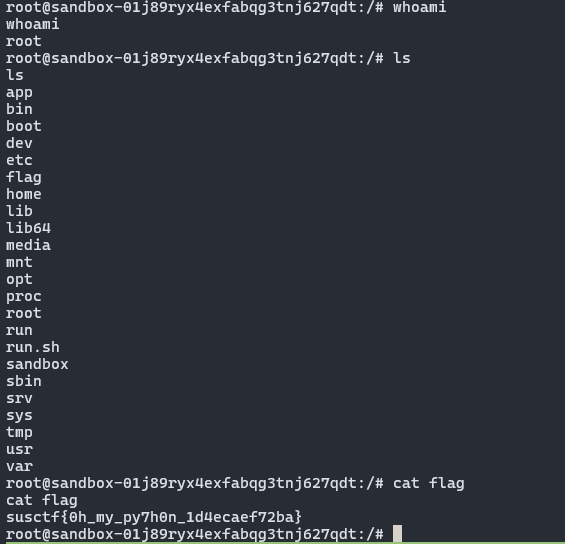 root@sandbox-01j89ryx4exfabqg3tnj627qdt:/# whoami
whoami
root
root@sandbox-01j89ryx4exfabqg3tnj627qdt:/# ls
ls
app
bin
boot
dev
etc
flag
home
lib
lib64
media
mnt
opt
proc
root
run
run.sh
sandbox
sbin
srv
sys
tmp
usr
var
root@sandbox-01j89ryx4exfabqg3tnj627qdt:/# cat flag
cat flag
susctf{0h_my_py7h0n_1d4ecaef72ba}
root@sandbox-01j89ryx4exfabqg3tnj627qdt:/#